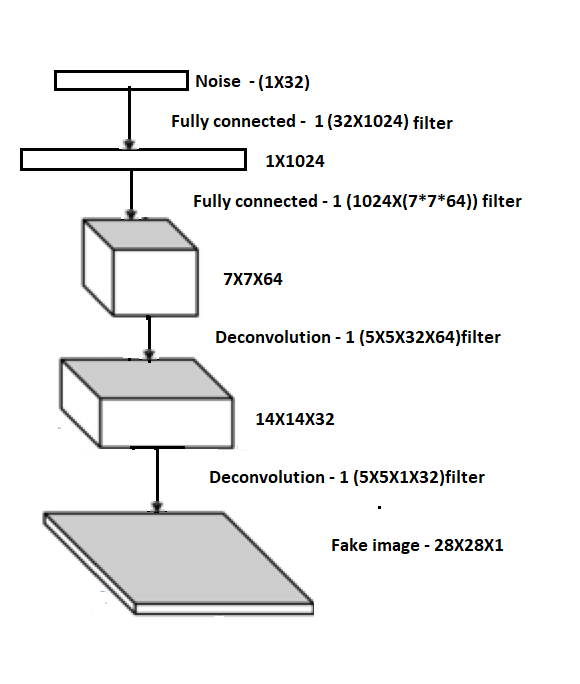 Noise - (1X32)
Fully connected - 1 (32X1024) filter
1X1024
Fully connected - 1 (1024X(7*7*64)) filter
7X7X64
Deconvolution - 1 (5X5X32X64)filter
14X14X32
Deconvolution - 1 (5X5X1X32)filter
Fake image - 28X28X1